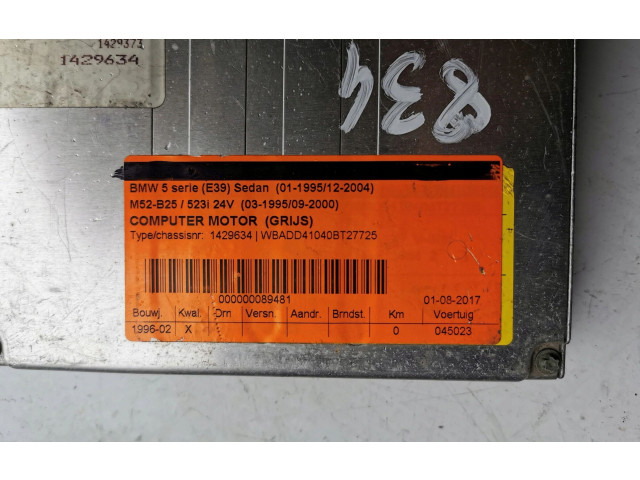 1429373
1429634
834
BMW 5 serie (E39) Sedan (01-1995/12-2004)
M52-B25 / 523i 24V (03-1995/09-2000)
COMPUTER MOTOR (GRIJS)
Type/chassisnr: 1429634 | WBADD41040BT27725
000000089481
01-08-2017
Bouwj. Kwal. Drn Versn. Aandr. Brndst. Km Voertuig
1996-02 X 0 045023